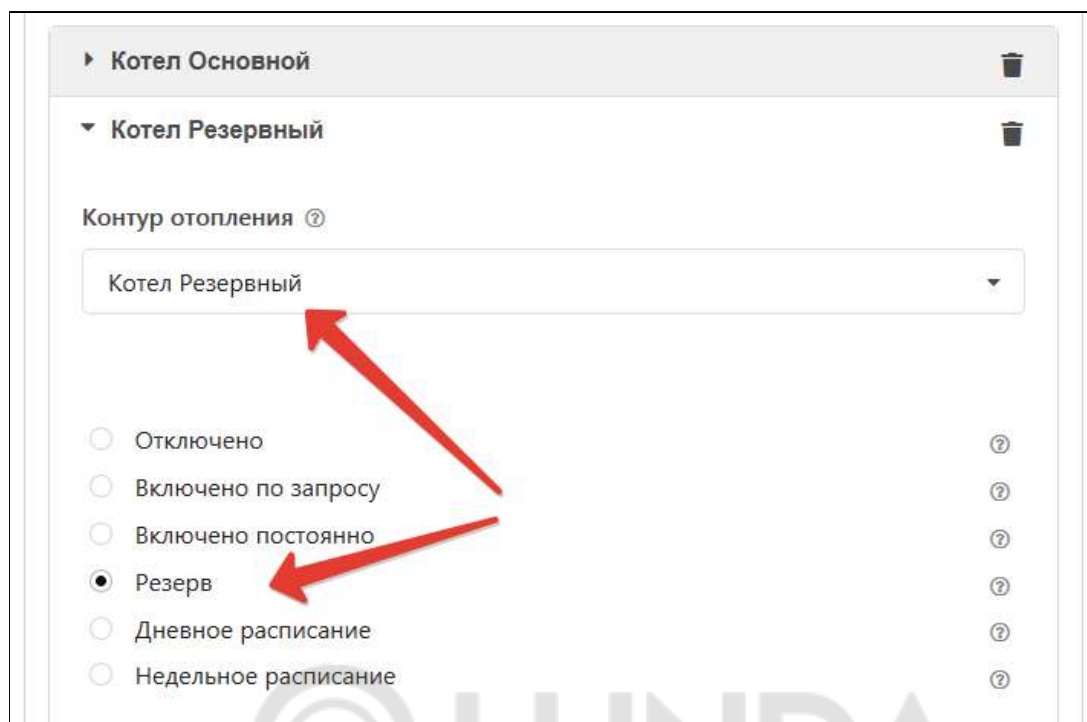 Котел Основной
Котел Резервный
Контур отопления
Котел Резервный
Отключено
Включено по запросу
Включено постоянно
Резерв
Дневное расписание
Недельное расписание
LUNDA